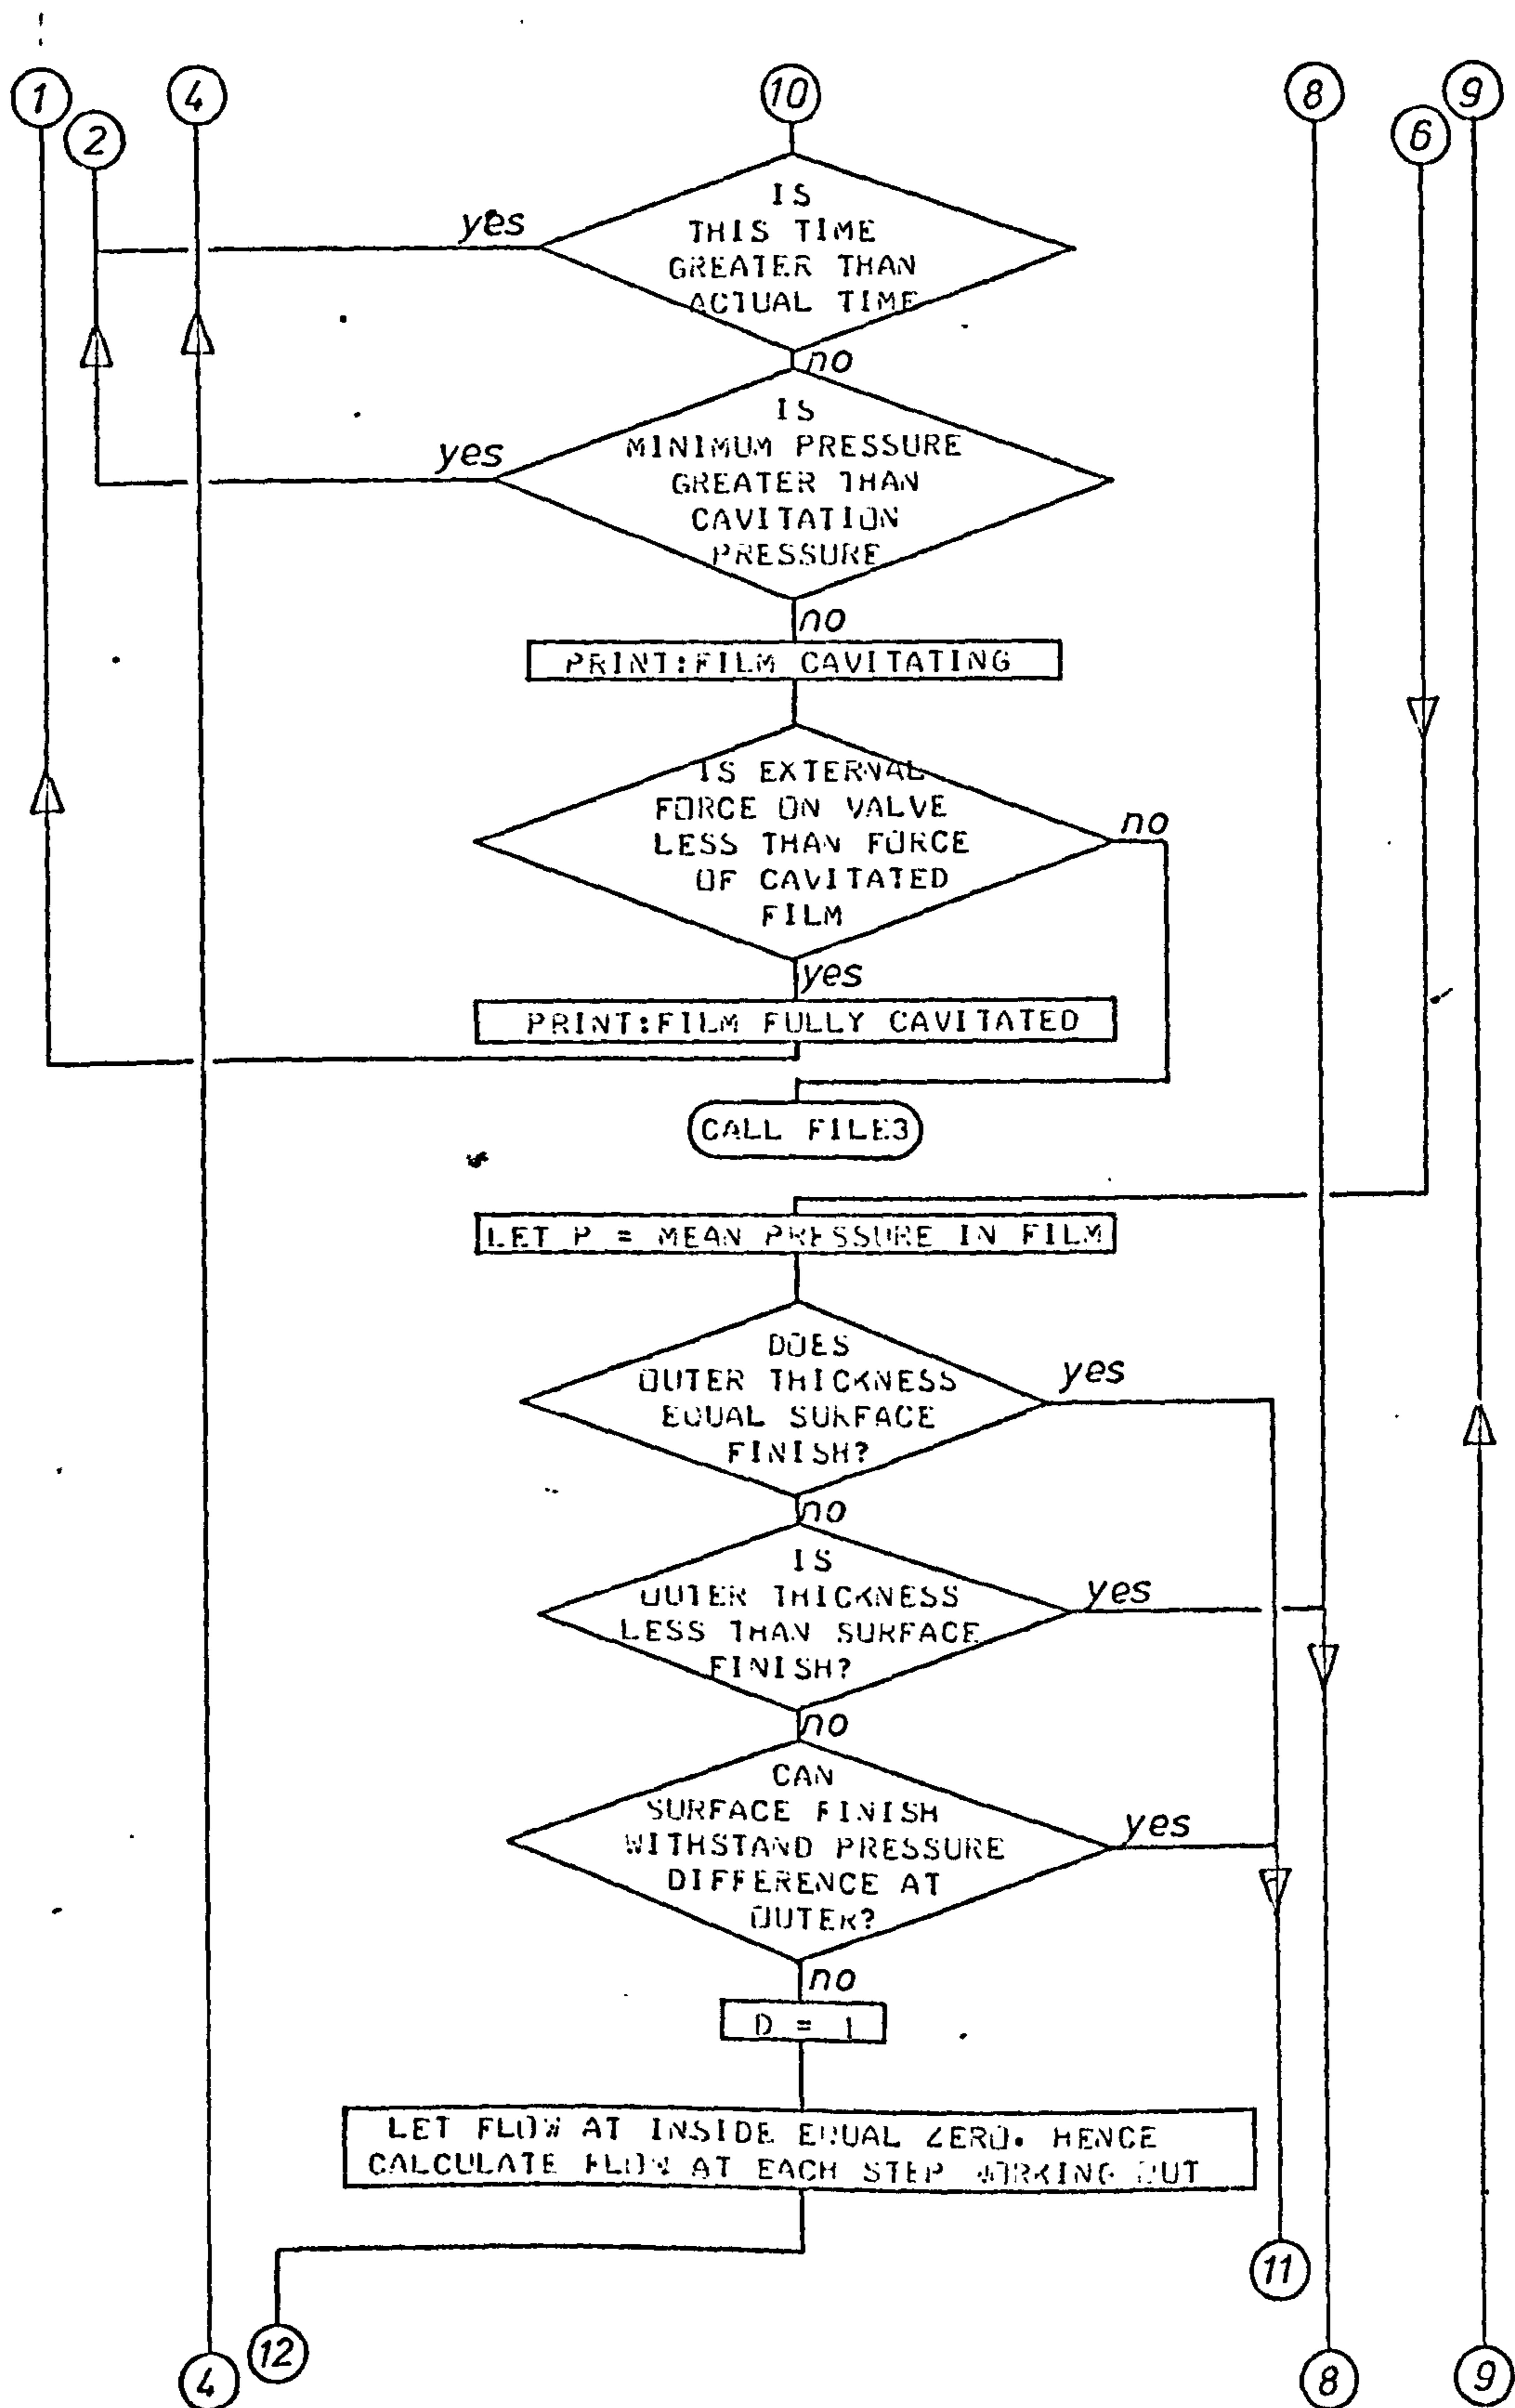 1
4
10
8
9
2
6
IS
THIS TIME
GREATER THAN
ACTUAL TIME
yes
no
IS
MINIMUM PRESSURE
GREATER THAN
CAVITATION
PRESSURE
yes
no
PRINT:FILM CAVITATING
IS EXTERNAL
FORCE ON VALVE
LESS THAN FORCE
OF CAVITATED
FILM
no
yes
PRINT:FILM FULLY CAVITATED
CALL FILE3
LET P = MEAN PRESSURE IN FILM
DOES
OUTER THICKNESS
EQUAL SURFACE
FINISH?
yes
no
IS
OUTER THICKNESS
LESS THAN SURFACE
FINISH?
yes
no
CAN
SURFACE FINISH
WITHSTAND PRESSURE
DIFFERENCE AT
OUTER?
yes
no
D = 1
LET FLOW AT INSIDE EQUAL ZERO. HENCE
CALCULATE FLOW AT EACH STEP WORKING OUT
11
12
4
8
9